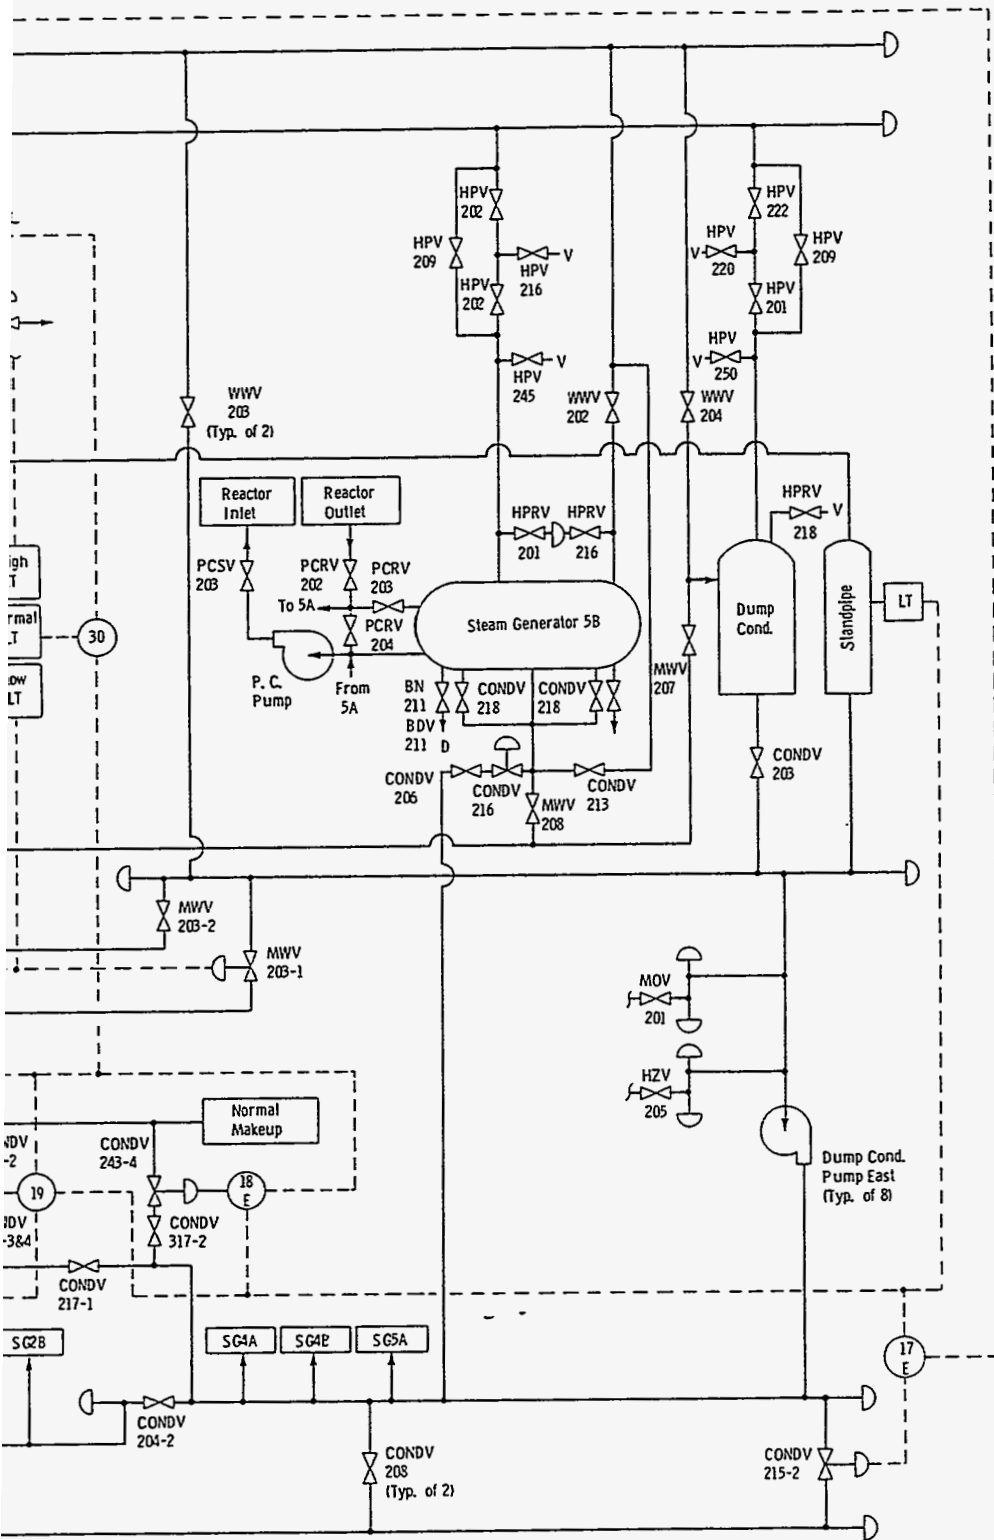 HPV
202
HPV
222
HPV
209
HPV
216
V
HPV
220
V
HPV
209
HPV
202
HPV
201
HPV
245
V
HPV
250
V
WWV
203
(Typ. of 2)
WWV
202
WWV
204
Reactor
Inlet
Reactor
Outlet
HPRV
201
HPRV
216
HPRV
218
V
PCSV
203
PCRV
202
PCRV
203
To 5A
PCRV
204
Steam Generator 5B
Dump
Cond.
Standpipe
LT
LT
30
LT
LT
P. C.
Pump
From
5A
BN
211
BDV
211
D
CONDV
218
CONDV
218
MWV
207
CONDV
206
CONDV
216
CONDV
213
CONDV
203
MWV
208
MWV
203-2
MWV
203-1
MOV
201
HZV
205
Normal
Makeup
CONDV
243-4
-2
19
18
E
Dump Cond.
Pump East
(Typ. of 8)
-3&4
CONDV
317-2
CONDV
217-1
SG2B
SG4A
SG4B
SG5A
17
E
CONDV
204-2
CONDV
208
(Typ. of 2)
CONDV
215-2